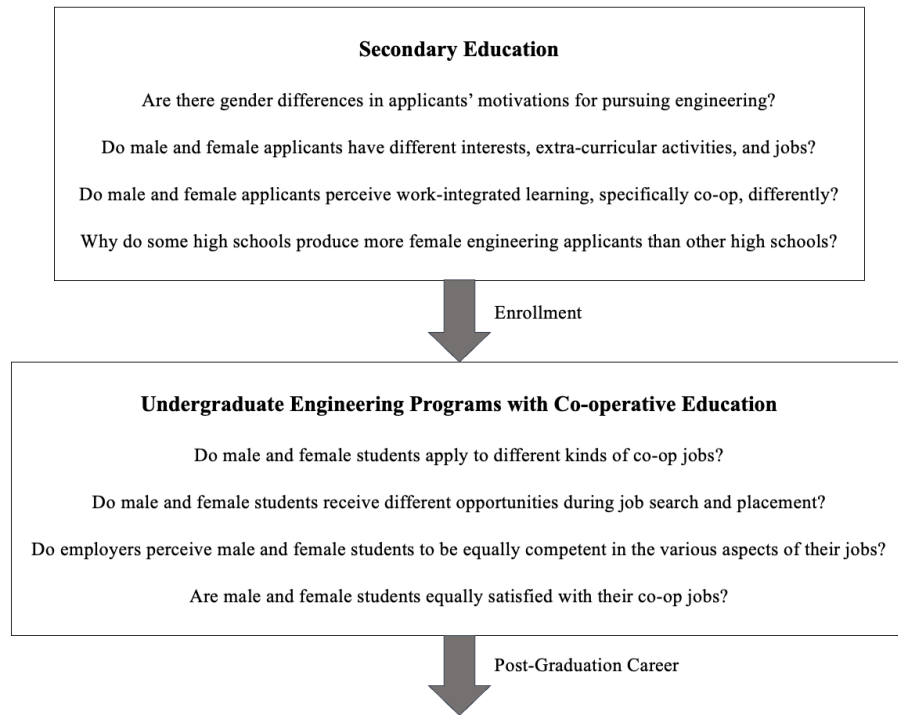 Secondary Education
Are there gender differences in applicants’ motivations for pursuing engineering?
Do male and female applicants have different interests, extra-curricular activities, and jobs?
Do male and female applicants perceive work-integrated learning, specifically co-op, differently?
Why do some high schools produce more female engineering applicants than other high schools?
Enrollment
Undergraduate Engineering Programs with Co-operative Education
Do male and female students apply to different kinds of co-op jobs?
Do male and female students receive different opportunities during job search and placement?
Do employers perceive male and female students to be equally competent in the various aspects of their jobs?
Are male and female students equally satisfied with their co-op jobs?
Post-Graduation Career